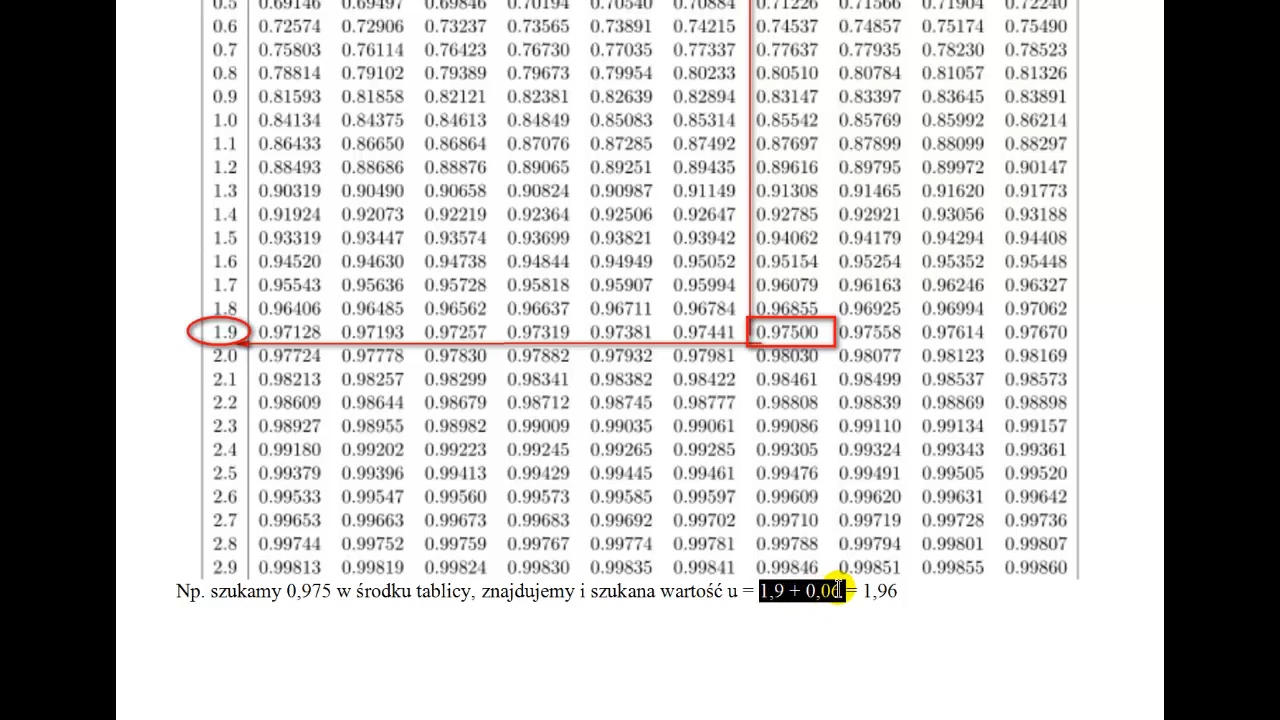 0.5 0.69146 0.69497 0.69846 0.70194 0.70540 0.70884 0.71226 0.71566 0.71904 0.72240
0.6 0.72574 0.72906 0.73237 0.73565 0.73891 0.74215 0.74537 0.74857 0.75174 0.75490
0.7 0.75803 0.76114 0.76423 0.76730 0.77035 0.77337 0.77637 0.77935 0.78230 0.78523
0.8 0.78814 0.79102 0.79389 0.79673 0.79954 0.80233 0.80510 0.80784 0.81057 0.81326
0.9 0.81593 0.81858 0.82121 0.82381 0.82639 0.82894 0.83147 0.83397 0.83645 0.83891
1.0 0.84134 0.84375 0.84613 0.84849 0.85083 0.85314 0.85542 0.85769 0.85992 0.86214
1.1 0.86433 0.86650 0.86864 0.87076 0.87285 0.87492 0.87697 0.87899 0.88099 0.88297
1.2 0.88493 0.88686 0.88876 0.89065 0.89251 0.89435 0.89616 0.89795 0.89972 0.90147
1.3 0.90319 0.90490 0.90658 0.90824 0.90987 0.91149 0.91308 0.91465 0.91620 0.91773
1.4 0.91924 0.92073 0.92219 0.92364 0.92506 0.92647 0.92785 0.92921 0.93056 0.93188
1.5 0.93319 0.93447 0.93574 0.93699 0.93821 0.93942 0.94062 0.94179 0.94294 0.94408
1.6 0.94520 0.94630 0.94738 0.94844 0.94949 0.95052 0.95154 0.95254 0.95352 0.95448
1.7 0.95543 0.95636 0.95728 0.95818 0.95907 0.95994 0.96079 0.96163 0.96246 0.96327
1.8 0.96406 0.96485 0.96562 0.96637 0.96711 0.96784 0.96855 0.96925 0.96994 0.97062
1.9 0.97128 0.97193 0.97257 0.97319 0.97381 0.97441 0.97500 0.97558 0.97614 0.97670
2.0 0.97724 0.97778 0.97830 0.97882 0.97932 0.97981 0.98030 0.98077 0.98123 0.98169
2.1 0.98213 0.98257 0.98299 0.98341 0.98382 0.98422 0.98461 0.98499 0.98537 0.98573
2.2 0.98609 0.98644 0.98679 0.98712 0.98745 0.98777 0.98808 0.98839 0.98869 0.98898
2.3 0.98927 0.98955 0.98982 0.99009 0.99035 0.99061 0.99086 0.99110 0.99134 0.99157
2.4 0.99180 0.99202 0.99223 0.99245 0.99265 0.99285 0.99305 0.99324 0.99343 0.99361
2.5 0.99379 0.99396 0.99413 0.99429 0.99445 0.99461 0.99476 0.99491 0.99505 0.99520
2.6 0.99533 0.99547 0.99560 0.99573 0.99585 0.99597 0.99609 0.99620 0.99631 0.99642
2.7 0.99653 0.99663 0.99673 0.99683 0.99692 0.99702 0.99710 0.99719 0.99728 0.99736
2.8 0.99744 0.99752 0.99759 0.99767 0.99774 0.99781 0.99788 0.99794 0.99801 0.99807
2.9 0.99813 0.99819 0.99824 0.99830 0.99835 0.99841 0.99846 0.99851 0.99855 0.99860
Np. szukamy 0,975 w środku tablicy, znajdujemy i szukana wartość u = 1,9 + 0,06 = 1,96